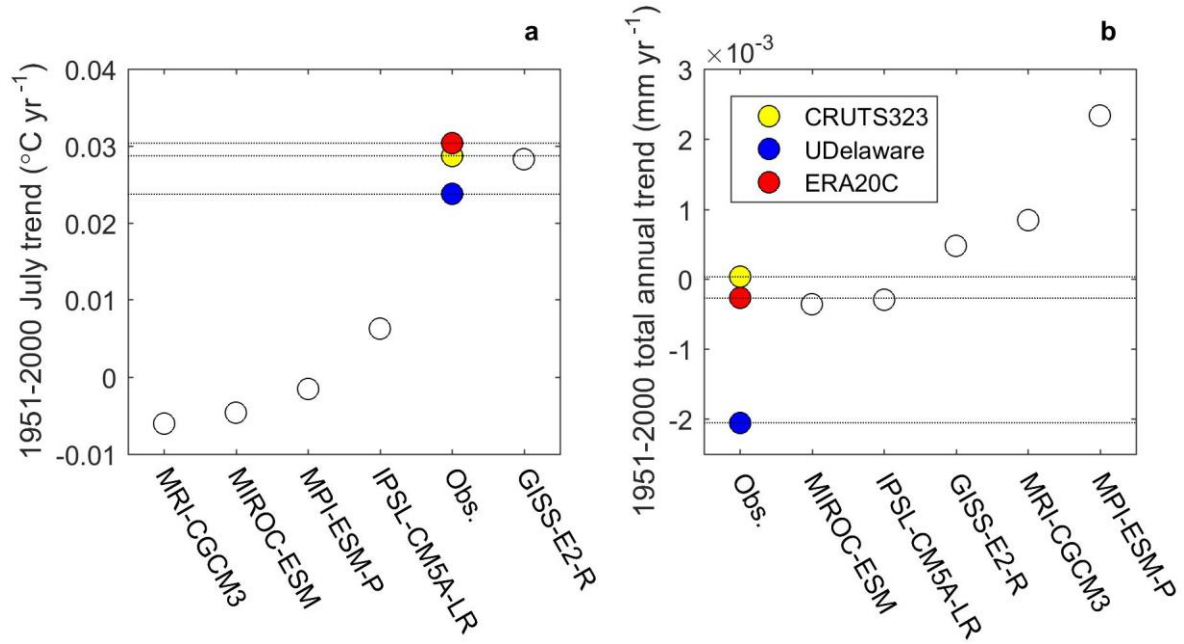 a
1951-2000 July trend (°C yr⁻¹)
0.04
0.03
0.02
0.01
0
-0.01
MRI-CGCM3
MIROC-ESM
MPI-ESM-P
IPSL-CM5A-LR
Obs.
GISS-E2-R
b
×10⁻³
1951-2000 total annual trend (mm yr⁻¹)
3
2
1
0
-1
-2
CRUTS323
UDelaware
ERA20C
Obs.
MIROC-ESM
IPSL-CM5A-LR
GISS-E2-R
MRI-CGCM3
MPI-ESM-P